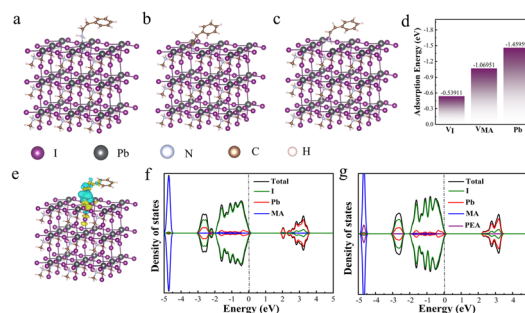 a
b
c
d
Adsorption Energy (eV)
-1.8
-1.5
-1.2
-0.9
-0.6
-0.3
0.0
-0.53911
-1.06951
-1.45959
V_I
V_MA
Pb
I
Pb
N
C
H
e
f
Density of states
Total
I
Pb
MA
-5 -4 -3 -2 -1 0 1 2 3 4 5
Energy (eV)
g
Density of states
Total
I
Pb
MA
PEA
-5 -4 -3 -2 -1 0 1 2 3 4
Energy (eV)